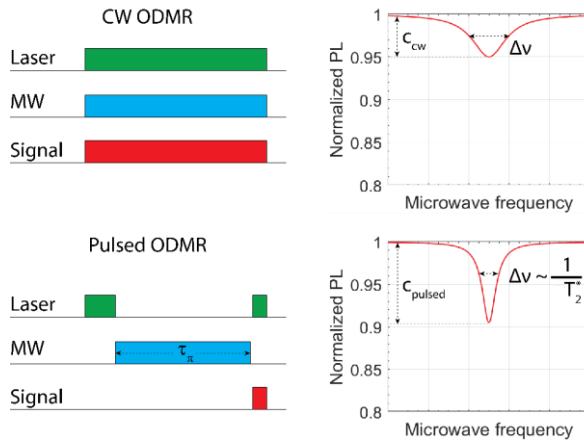 CW ODMR
Laser
MW
Signal
1
0.95
0.9
0.85
0.8
Normalized PL
C_cw
Δν
Microwave frequency
Pulsed ODMR
Laser
MW
τ_π
Signal
1
0.95
0.9
0.85
0.8
Normalized PL
C_pulsed
Δν ~ 1/T₂*
Microwave frequency